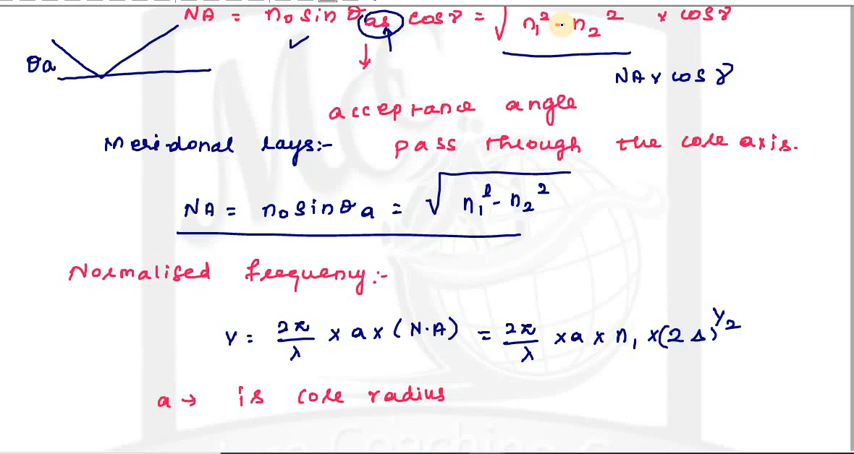 NA = n₀ sin θas cos γ = √(n₁² - n₂²) × cos γ
θa
NA × cos γ
acceptance angle
Meridonal rays:- pass through the core axis.
NA = n₀ sin θa = √(n₁² - n₂²)
Normalised frequency:-
V = 2π/λ × a × (N.A) = 2π/λ × a × n₁ × (2Δ)^1/2
a → is core radius